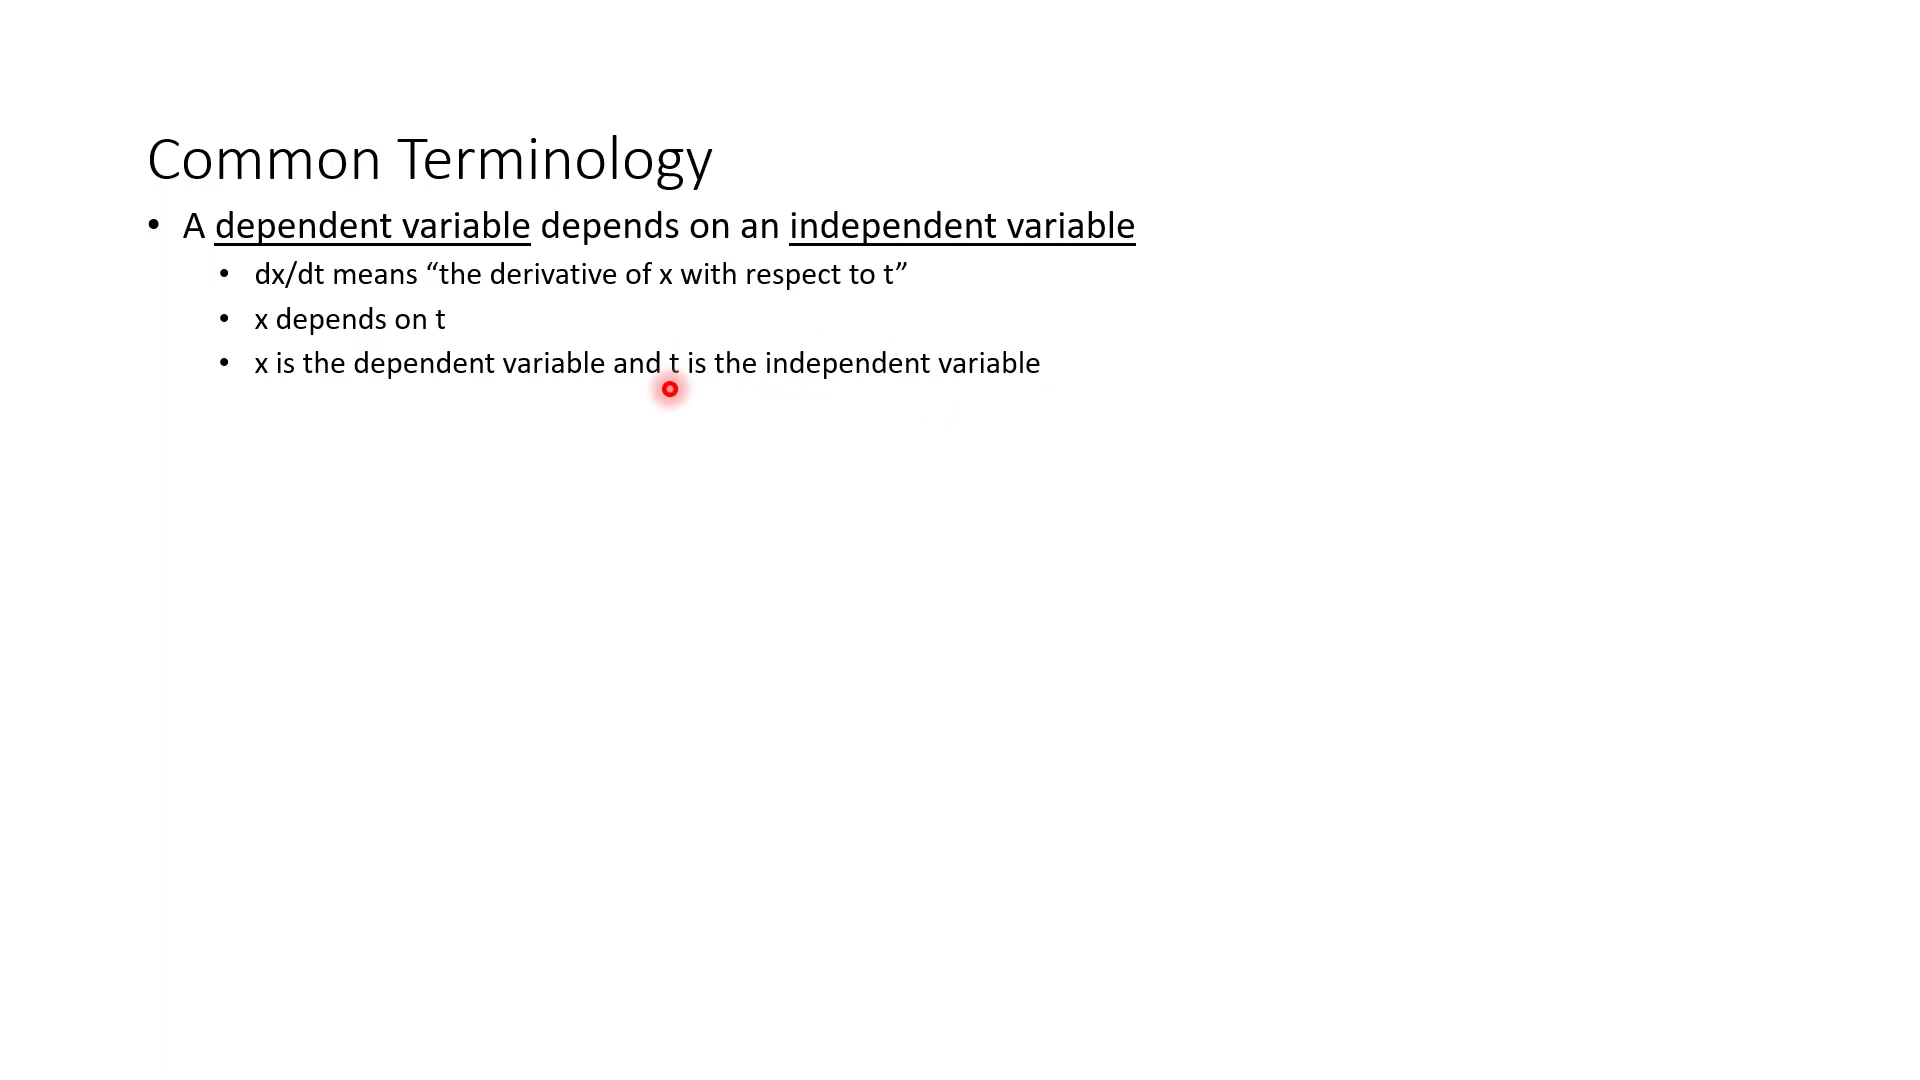 Common Terminology
• A dependent variable depends on an independent variable
• dx/dt means “the derivative of x with respect to t”
• x depends on t
• x is the dependent variable and t is the independent variable